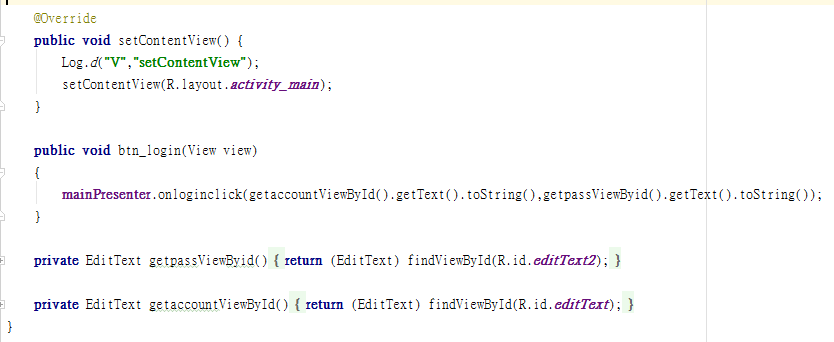 @Override
public void setContentView() {
Log.d("V","setContentView");
setContentView(R.layout.activity_main);
}
public void btn_login(View view)
{
mainPresenter.onloginclick(getaccountViewById().getText().toString(),getpassViewByid().getText().toString());
}
private EditText getpassViewByid() { return (EditText) findViewById(R.id.editText2); }
private EditText getaccountViewById() { return (EditText) findViewById(R.id.editText); }
}